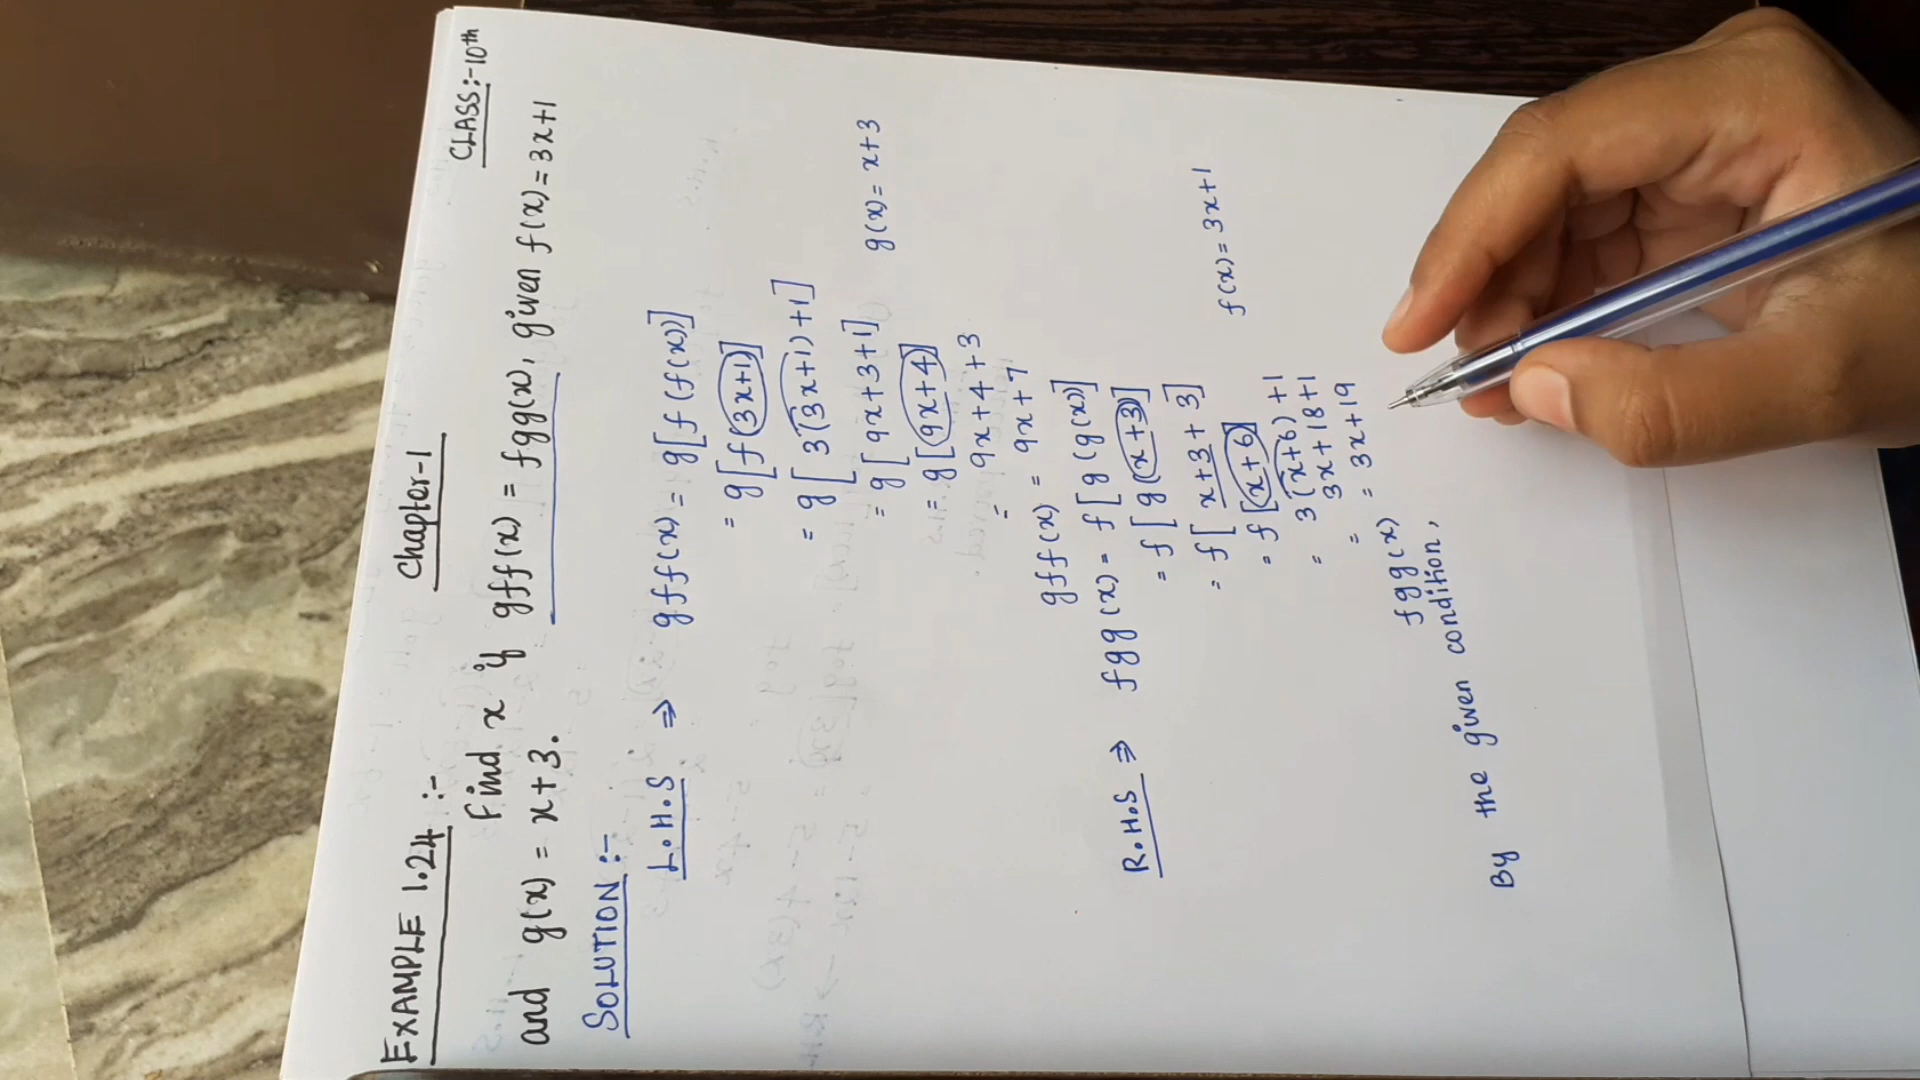 CLASS:-10th
Chapter-1
EXAMPLE 1.24:-
Find x if gff(x) = fgg(x), given f(x) = 3x+1
and g(x) = x+3.
SOLUTION:-
L.H.S ⇒ gff(x) = g[f(f(x))]
= g[f(3x+1)]
= g[3(3x+1)+1]
= g[9x+3+1] g(x) = x+3
= g[9x+4]
= 9x+4+3
gff(x) = 9x+7
R.H.S ⇒ fgg(x) = f[g(g(x))]
= f[g(x+3)]
= f[x+3+3]
= f[(x+6)] f(x) = 3x+1
= 3(x+6)+1
= 3x+18+1
fgg(x) = 3x+19
By the given condition,